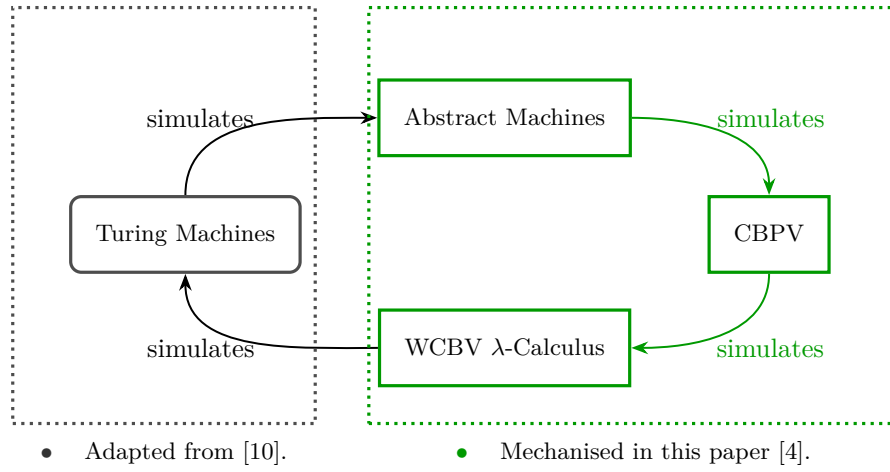 simulates
Abstract Machines
simulates
Turing Machines
CBPV
simulates
WCBV λ-Calculus
simulates
• Adapted from [10].
• Mechanised in this paper [4].